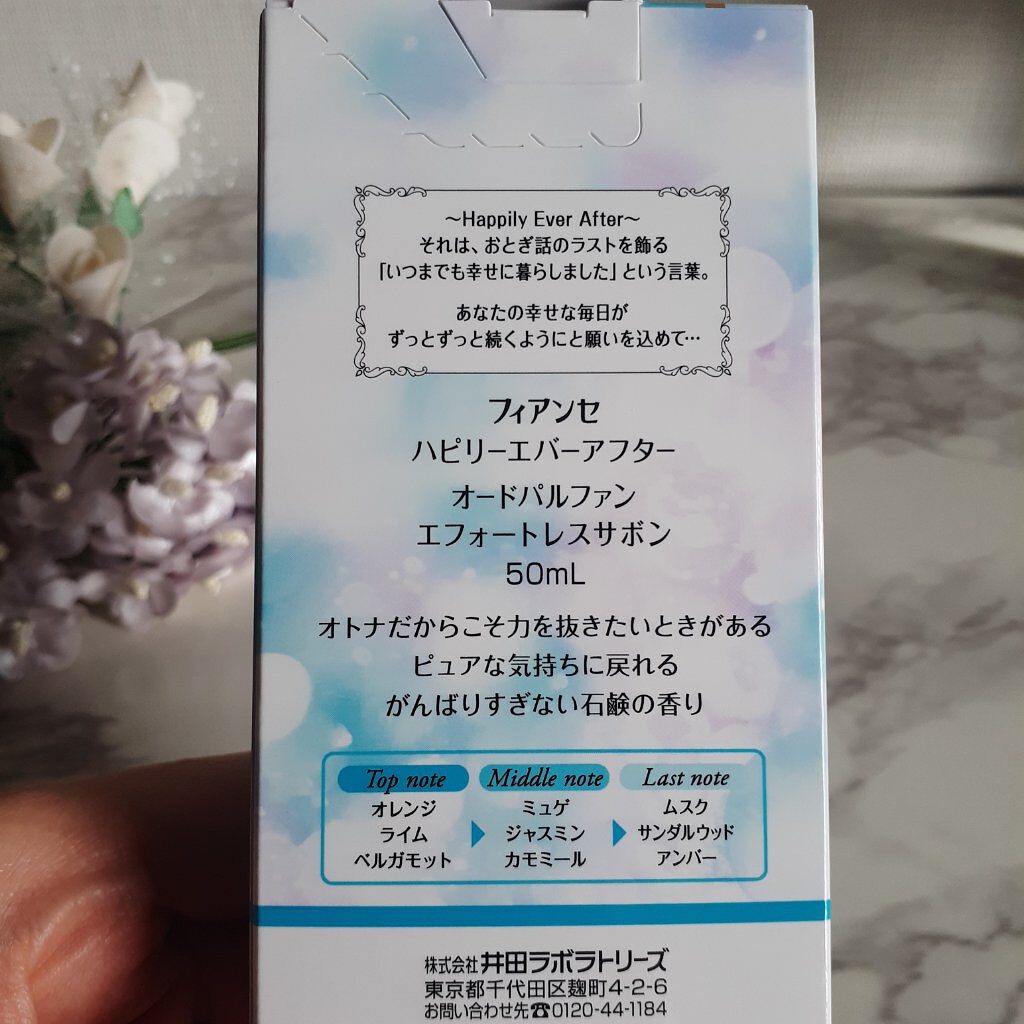 ～Happily Ever After～
それは、おとぎ話のラストを飾る
「いつまでも幸せに暮らしました」という言葉。
あなたの幸せな毎日が
ずっとずっと続くようにと願いを込めて…
フィアンセ
ハピリーエバーアフター
オードパルファン
エフォートレスサボン
50mL
オトナだからこそ力を抜きたいときがある
ピュアな気持ちに戻れる
がんばりすぎない石鹸の香り
Top note Middle note Last note
オレンジ ミュゲ ムスク
ライム ジャスミン サンダルウッド
ベルガモット カモミール アンバー
株式会社 井田ラボラトリーズ
東京都千代田区麹町4-2-6
お問い合わせ先☎0120-44-1184